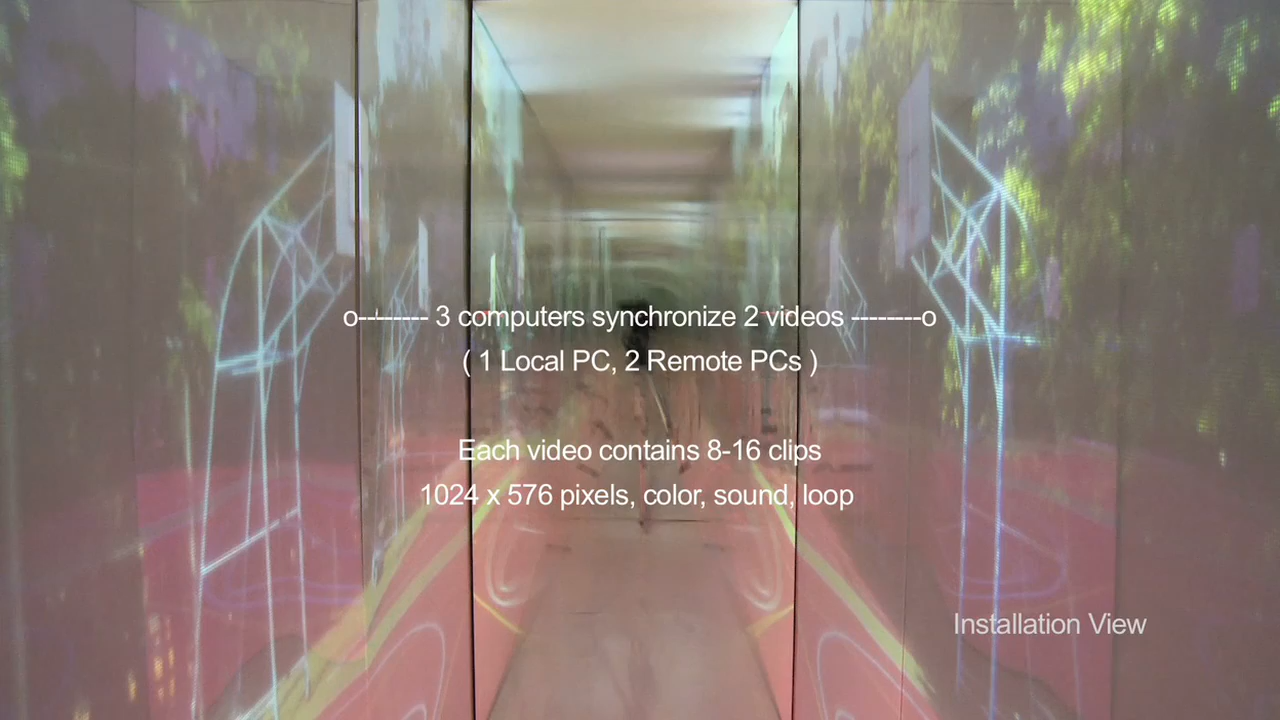 o-------- 3 computers synchronize 2 videos --------o
( 1 Local PC, 2 Remote PCs )
Each video contains 8-16 clips
1024 x 576 pixels, color, sound, loop
Installation View